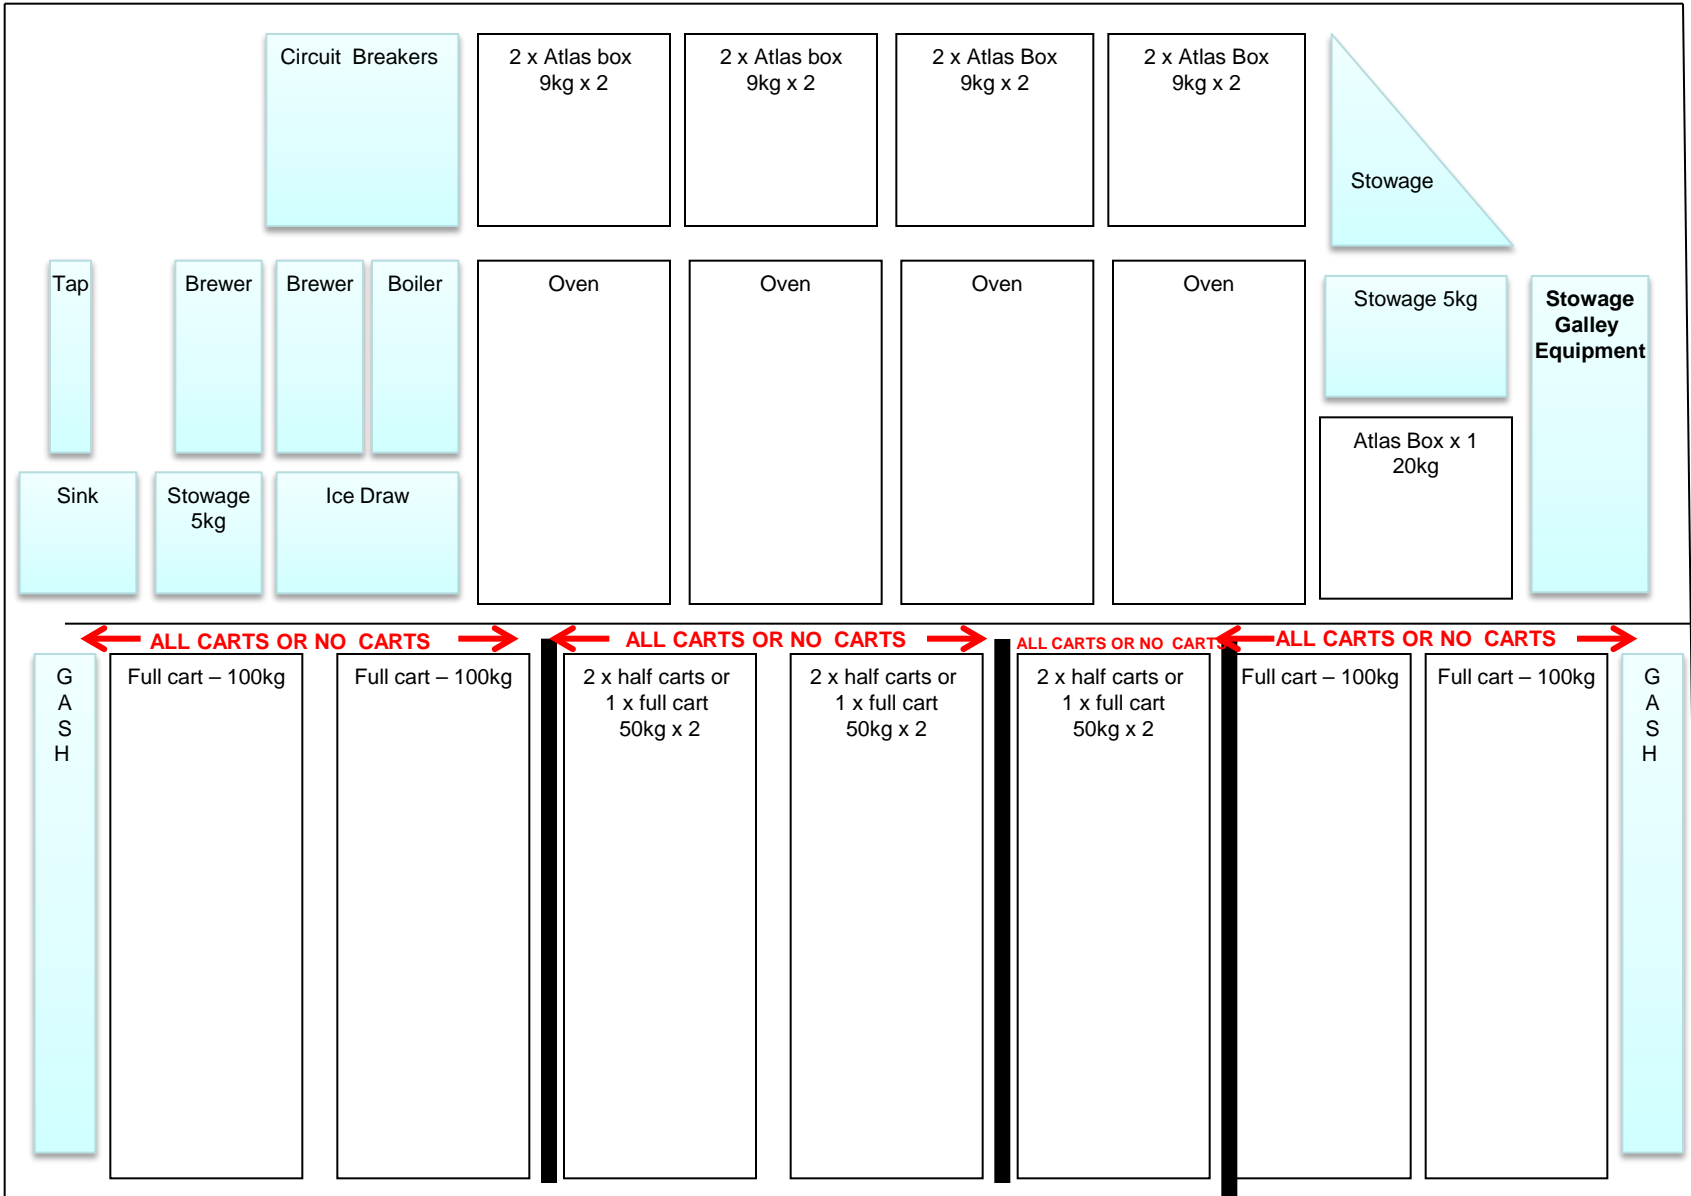 Circuit Breakers
2 x Atlas box
9kg x 2
2 x Atlas box
9kg x 2
2 x Atlas Box
9kg x 2
2 x Atlas Box
9kg x 2
Stowage
Tap
Brewer
Brewer
Boiler
Oven
Oven
Oven
Oven
Stowage 5kg
Stowage
Galley
Equipment
Atlas Box x 1
20kg
Sink
Stowage
5kg
Ice Draw
ALL CARTS OR NO CARTS
ALL CARTS OR NO CARTS
ALL CARTS OR NO CARTS
ALL CARTS OR NO CARTS
G
A
S
H
Full cart – 100kg
Full cart – 100kg
2 x half carts or
1 x full cart
50kg x 2
2 x half carts or
1 x full cart
50kg x 2
2 x half carts or
1 x full cart
50kg x 2
Full cart – 100kg
Full cart – 100kg
G
A
S
H